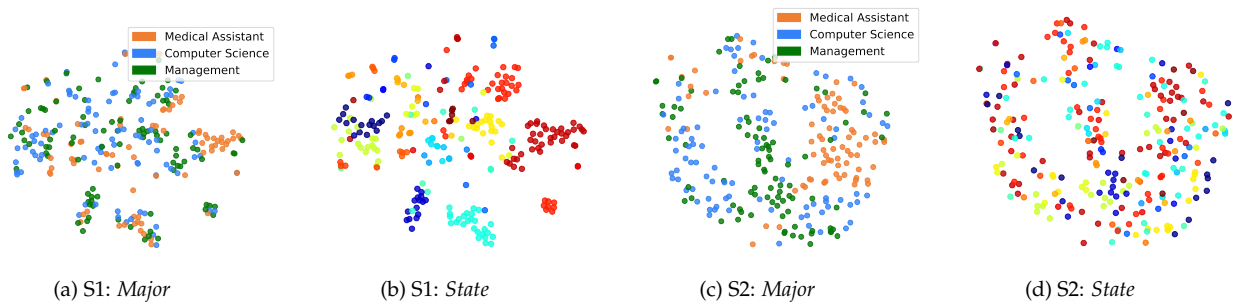 Medical Assistant
Computer Science
Management
Medical Assistant
Computer Science
Management
(a) S1: Major
(b) S1: State
(c) S2: Major
(d) S2: State